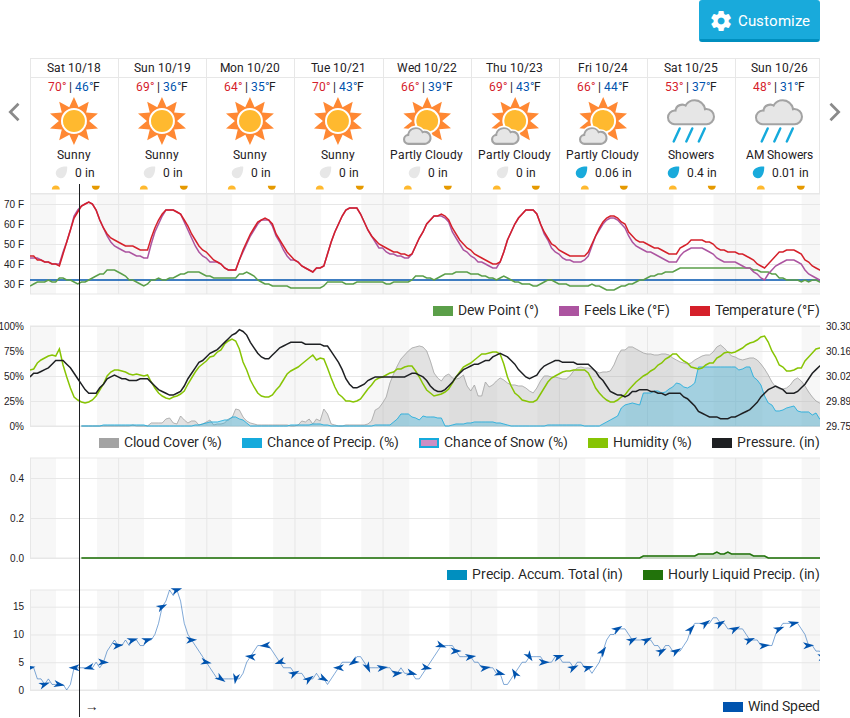 Customize
Sat 10/18 Sun 10/19 Mon 10/20 Tue 10/21 Wed 10/22 Thu 10/23 Fri 10/24 Sat 10/25 Sun 10/26
70° | 46°F 69° | 36°F 64° | 35°F 70° | 43°F 66° | 39°F 69° | 43°F 66° | 44°F 53° | 37°F 48° | 31°F
Sunny Sunny Sunny Sunny Partly Cloudy Partly Cloudy Partly Cloudy Showers AM Showers
0 in 0 in 0 in 0 in 0 in 0 in 0.06 in 0.4 in 0.01 in
70 F
60 F
50 F
40 F
30 F
Dew Point (°) Feels Like (°F) Temperature (°F)
100% 30.30
75% 30.16
50% 30.02
25% 29.89
0% 29.75
Cloud Cover (%) Chance of Precip. (%) Chance of Snow (%) Humidity (%) Pressure. (in)
0.4
0.2
0.0
Precip. Accum. Total (in) Hourly Liquid Precip. (in)
15
10
5
0
→ Wind Speed